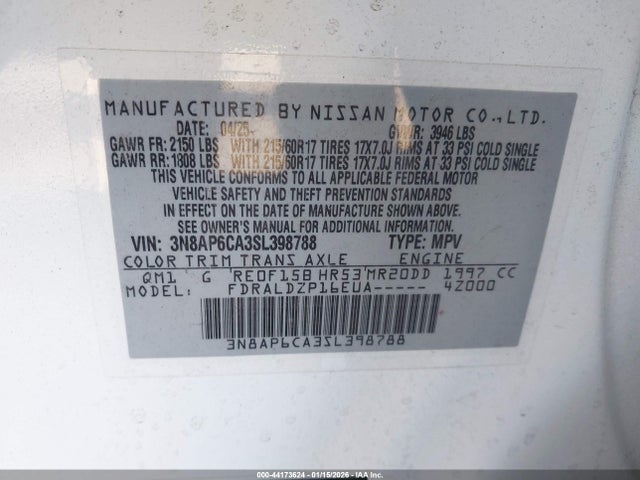 MANUFACTURED BY NISSAN MOTOR CO.,LTD.
DATE: 04/25 GVWR: 3946 LBS
GAWR FR: 2150 LBS WITH 215/60R17 TIRES 17X7.0J RIMS AT 33 PSI COLD SINGLE
GAWR RR: 1808 LBS WITH 215/60R17 TIRES 17X7.0J RIMS AT 33 PSI COLD SINGLE
THIS VEHICLE CONFORMS TO ALL APPLICABLE FEDERAL MOTOR
VEHICLE SAFETY AND THEFT PREVENTION STANDARDS
IN EFFECT ON THE DATE OF MANUFACTURE SHOWN ABOVE.
SEE OWNER'S MANUAL FOR ADDITIONAL INFORMATION.
VIN: 3N8AP6CA3SL398788 TYPE: MPV
COLOR TRIM TRANS AXLE ENGINE
QM1 G RE0F15B HR53 MR20DD 1997 CC
MODEL: FDRALDZP16EUA----- 4Z000
3N8AP6CA3SL398788
000-44173624 | 01/15/2026 | IAAI.COM